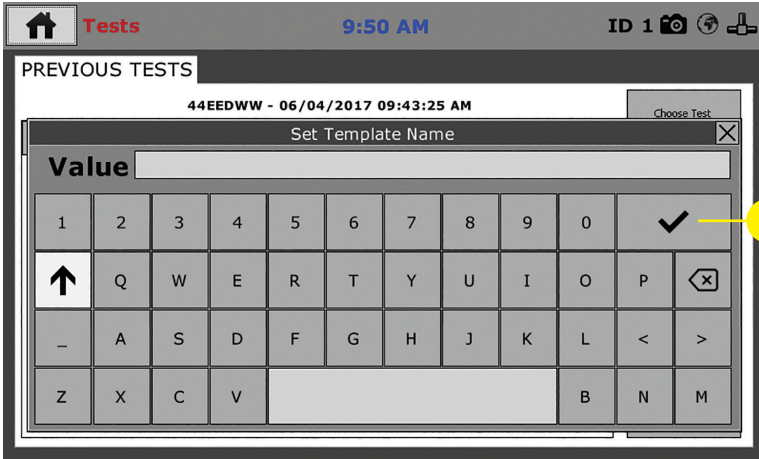 Tests 9:50 AM ID 1
PREVIOUS TESTS
44EEDWW - 06/04/2017 09:43:25 AM
Choose Test
Set Template Name
Value
1 2 3 4 5 6 7 8 9 0
Q W E R T Y U I O P
_ A S D F G H J K L < >
Z X C V B N M